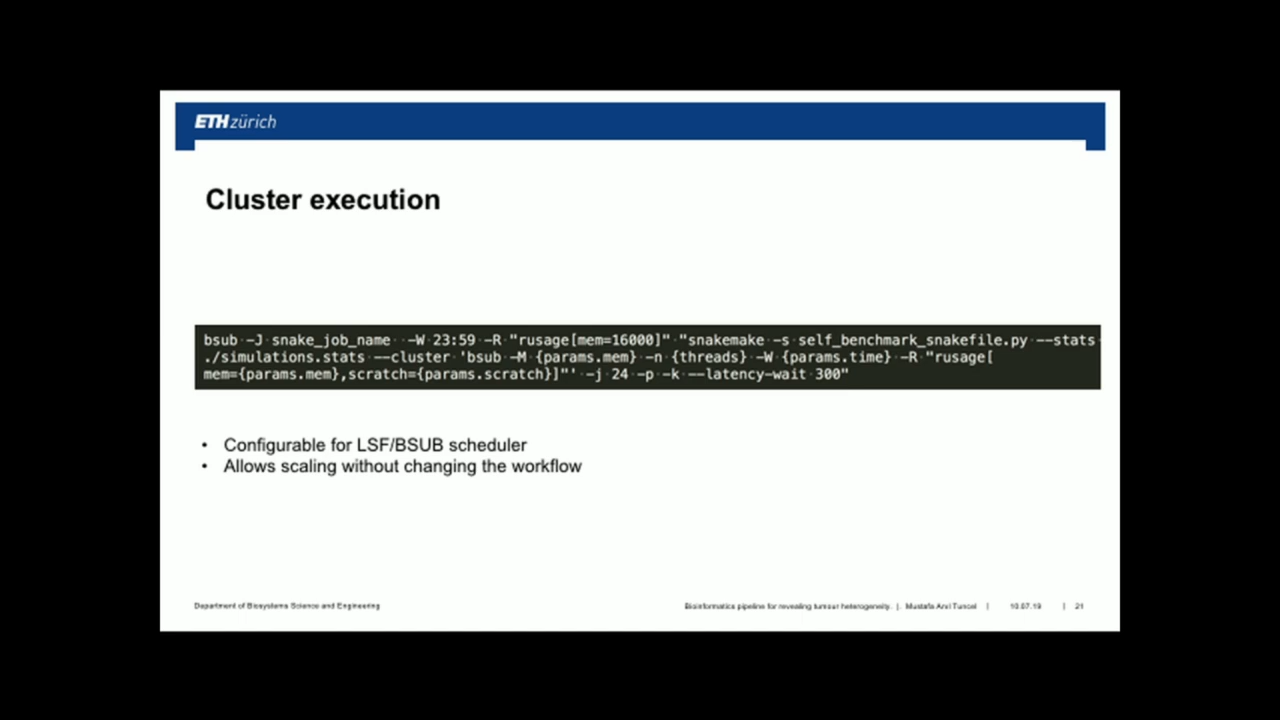 ETH zürich
Cluster execution
bsub -J snake_job_name -W 23:59 -R "rusage[mem=16000]" "snakemake -s self_benchmark_snakefile.py --stats
./simulations.stats --cluster 'bsub -M {params.mem} -n {threads} -W {params.time} -R "rusage[
mem={params.mem},scratch={params.scratch}]"' -j 24 -p -k --latency-wait 300"
• Configurable for LSF/BSUB scheduler
• Allows scaling without changing the workflow
Department of Biosystems Science and Engineering
Bioinformatics pipeline for revealing tumour heterogeneity. | Mustafa Anıl Tuncel | 10.07.19 | 21